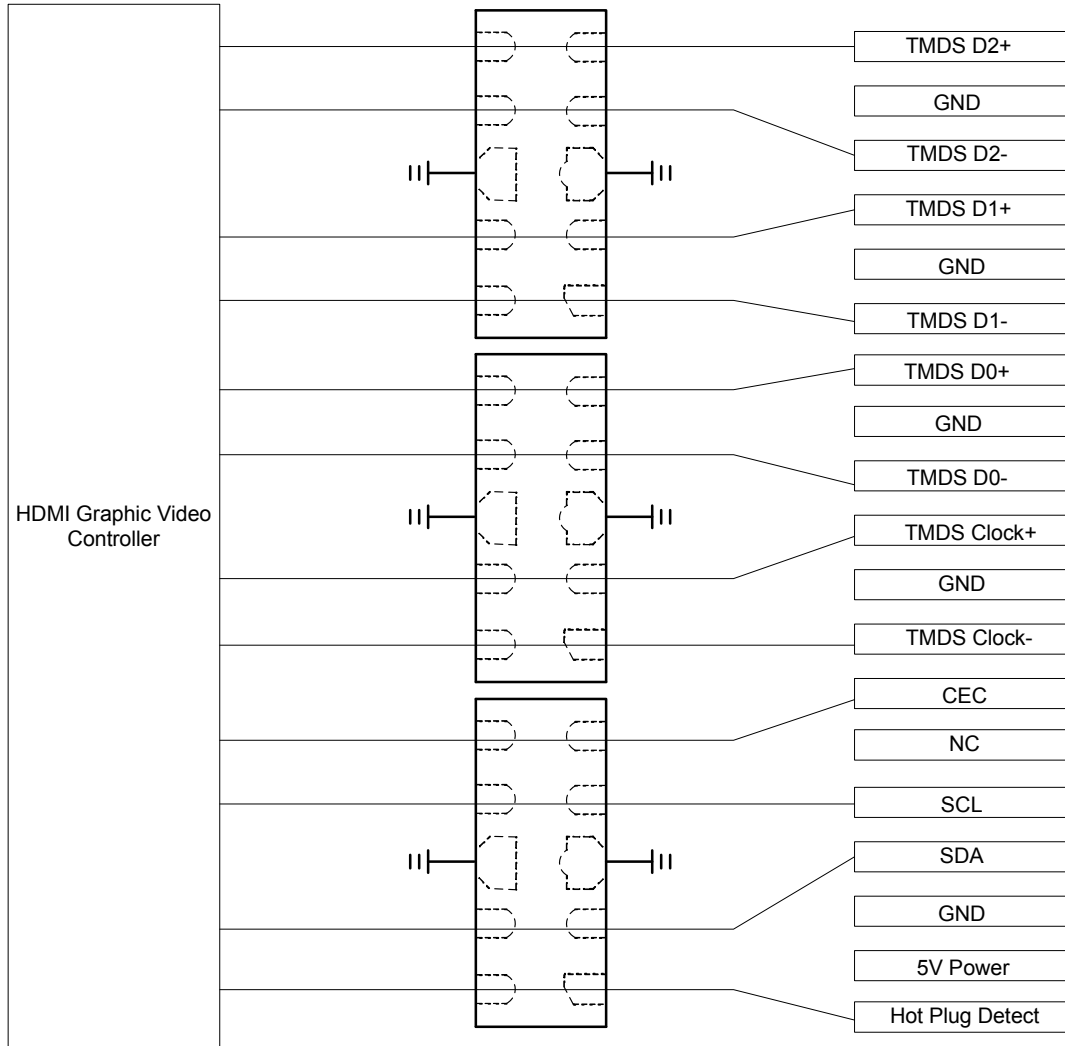 HDMI Graphic Video
Controller
TMDS D2+
GND
TMDS D2-
TMDS D1+
GND
TMDS D1-
TMDS D0+
GND
TMDS D0-
TMDS Clock+
GND
TMDS Clock-
CEC
NC
SCL
SDA
GND
5V Power
Hot Plug Detect